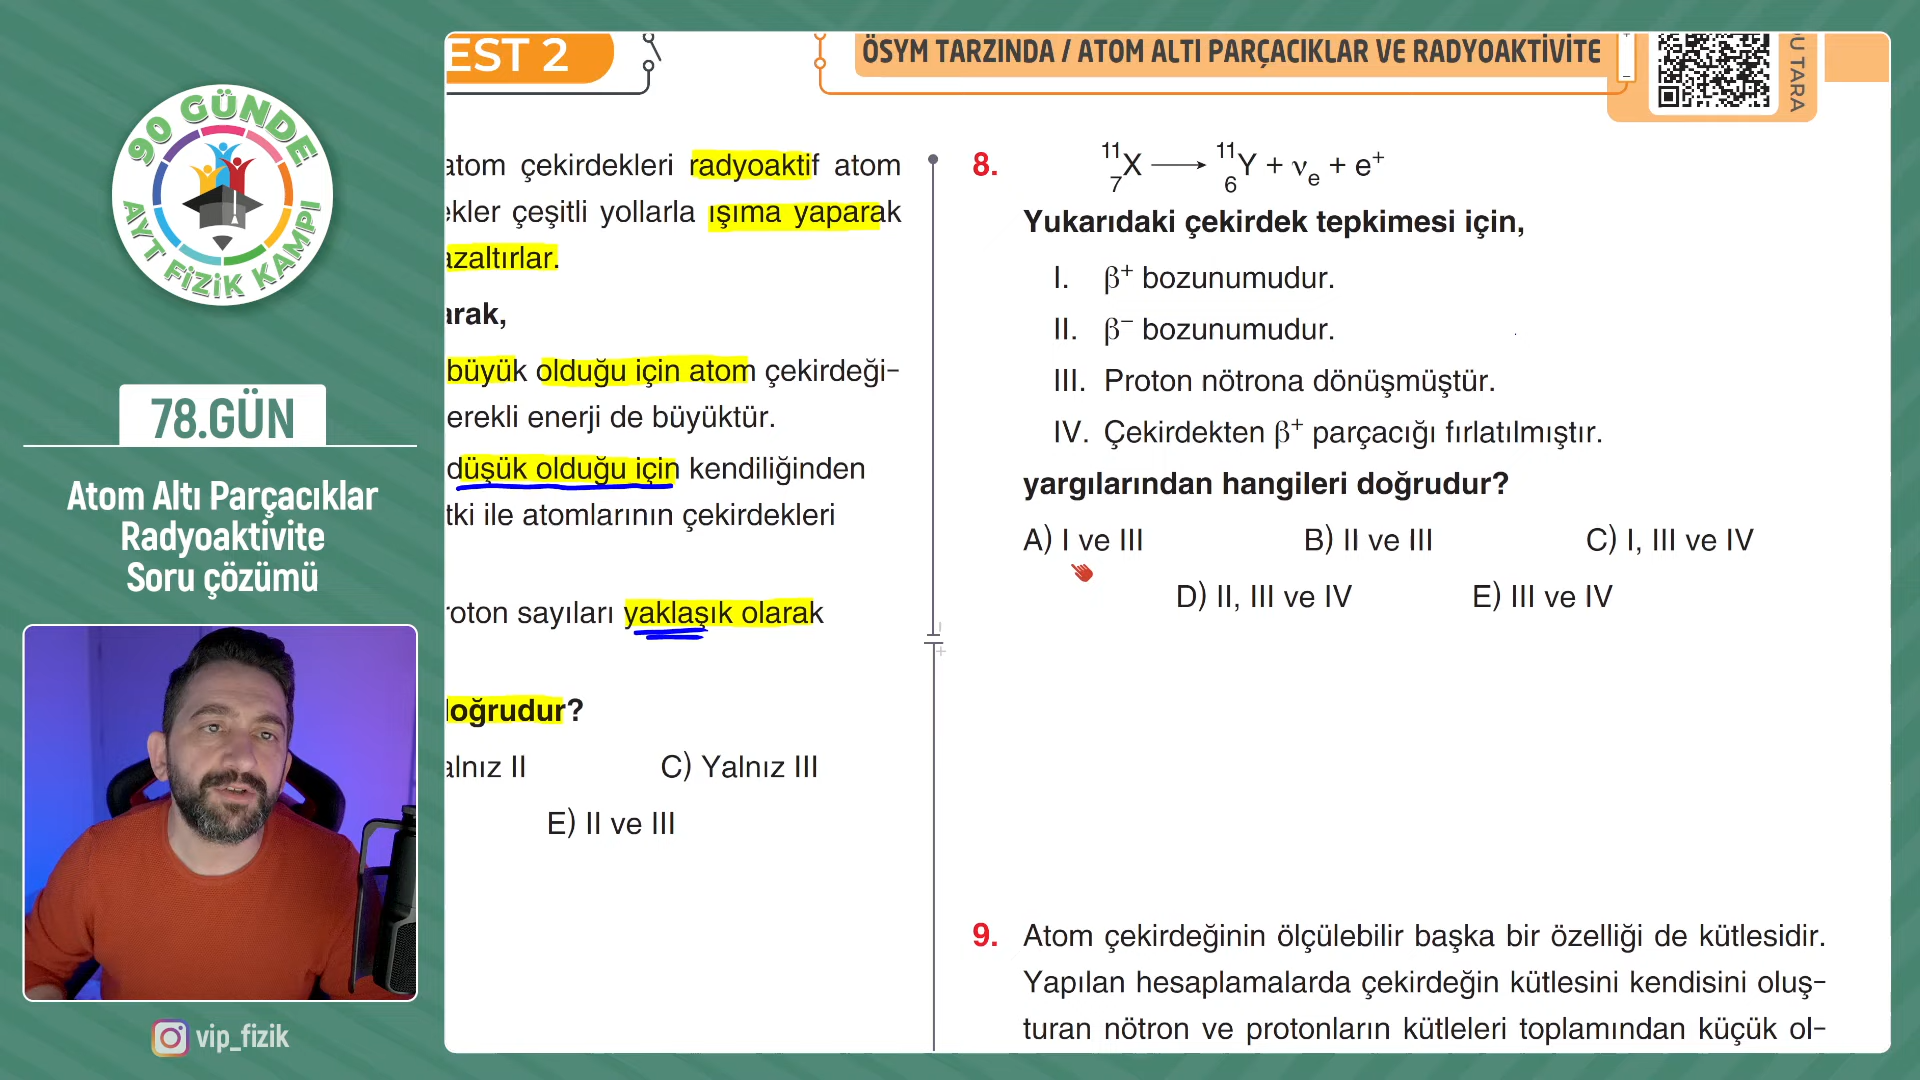 90 GÜNDE
AYT FİZİK KAMPI
78.GÜN
Atom Altı Parçacıklar
Radyoaktivite
Soru çözümü
vip_fizik
EST 2
ÖSYM TARZINDA / ATOM ALTI PARÇACIKLAR VE RADYOAKTİVİTE
TARA
atom çekirdekleri radyoaktif atom
ekler çeşitli yollarla ışıma yaparak
azaltırlar.
arak,
büyük olduğu için atom çekirdeği-
erekli enerji de büyüktür.
düşük olduğu için kendiliğinden
tki ile atomlarının çekirdekleri
roton sayıları yaklaşık olarak
oğrudur?
alnız II C) Yalnız III
E) II ve III
8. ¹¹₇X ⟶ ¹¹₆Y + νₑ + e⁺
Yukarıdaki çekirdek tepkimesi için,
I. β⁺ bozunumudur.
II. β⁻ bozunumudur.
III. Proton nötrona dönüşmüştür.
IV. Çekirdekten β⁺ parçacığı fırlatılmıştır.
yargılarından hangileri doğrudur?
A) I ve III B) II ve III C) I, III ve IV
D) II, III ve IV E) III ve IV
9. Atom çekirdeğinin ölçülebilir başka bir özelliği de kütlesidir.
Yapılan hesaplamalarda çekirdeğin kütlesini kendisini oluş-
turan nötron ve protonların kütleleri toplamından küçük ol-